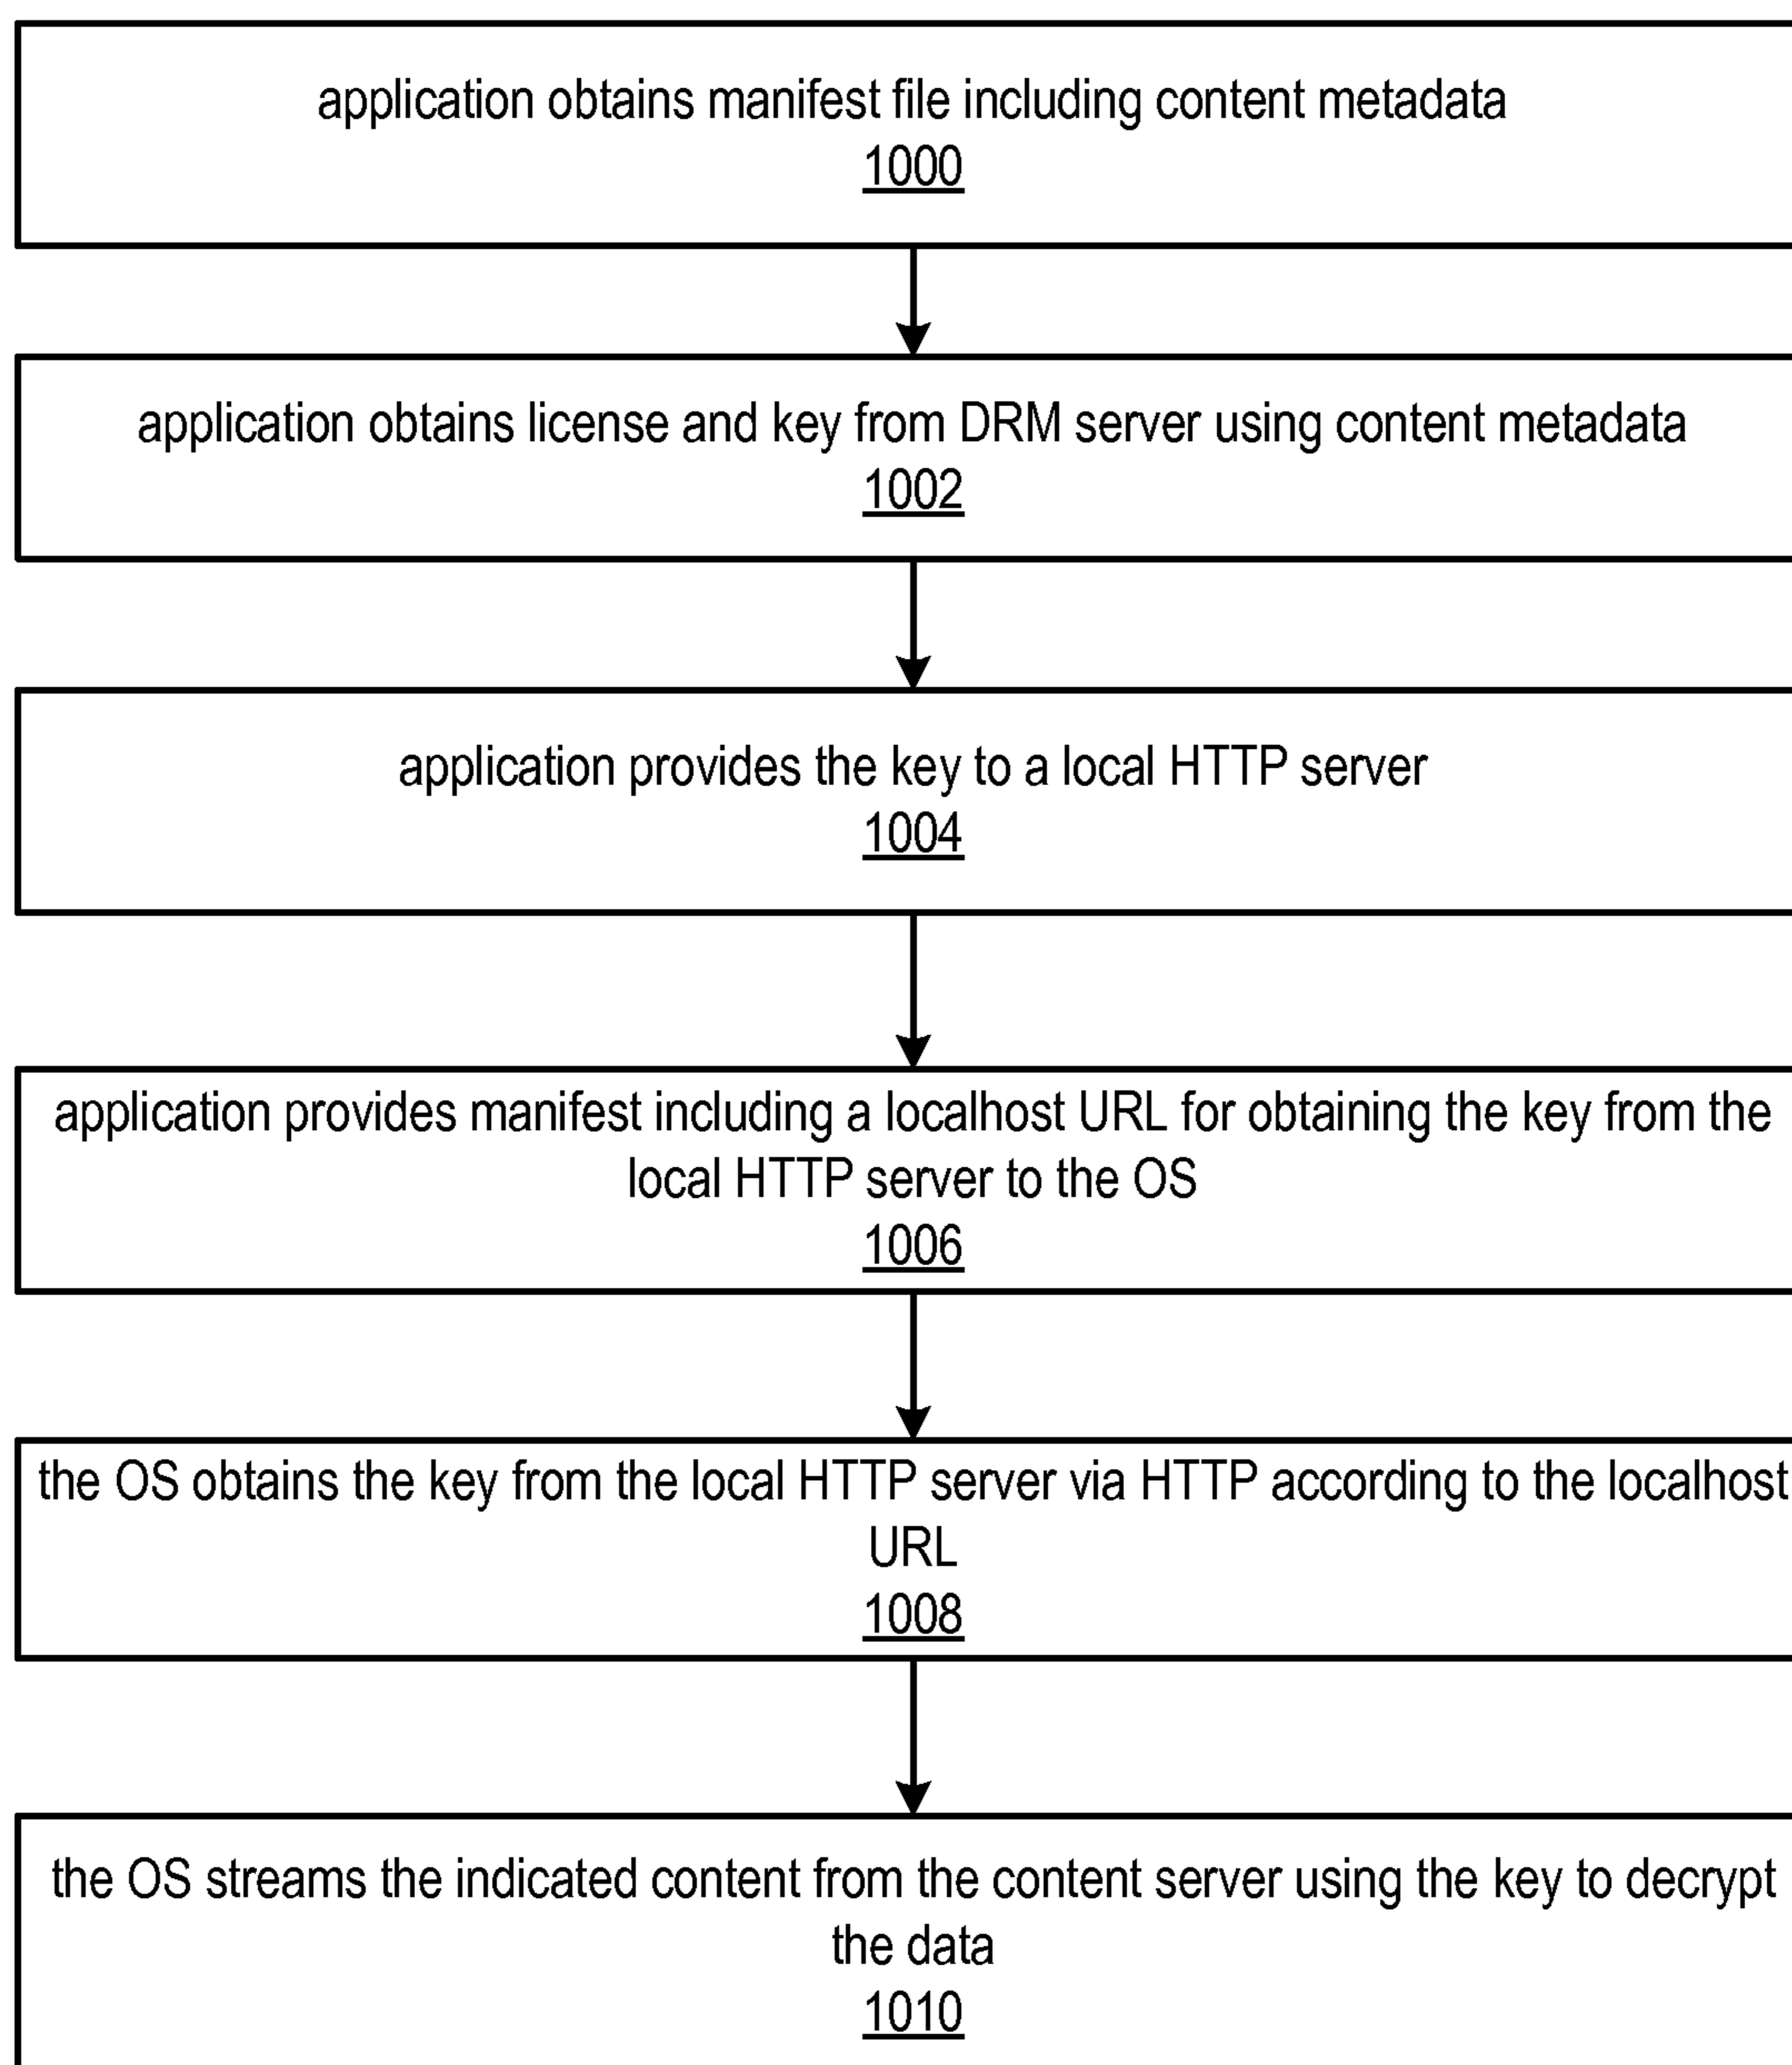 application obtains manifest file including content metadata
1000
application obtains license and key from DRM server using content metadata
1002
application provides the key to a local HTTP server
1004
application provides manifest including a localhost URL for obtaining the key from the
local HTTP server to the OS
1006
the OS obtains the key from the local HTTP server via HTTP according to the localhost
URL
1008
the OS streams the indicated content from the content server using the key to decrypt
the data
1010